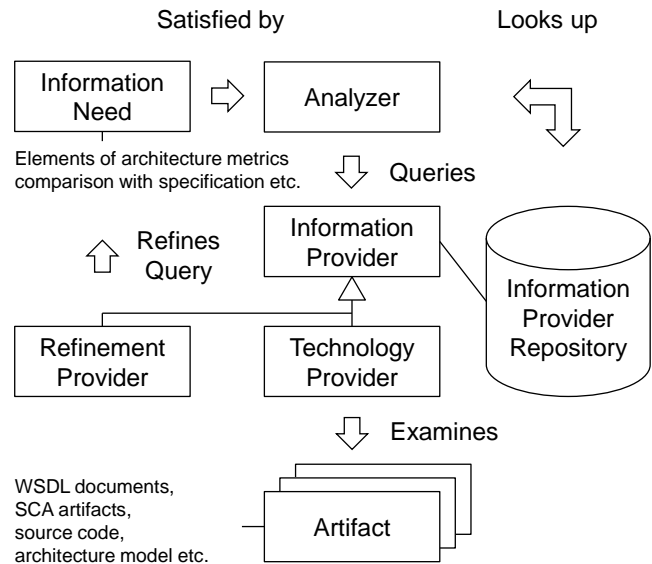 Satisfied by
Looks up
Information
Need
Analyzer
Elements of architecture metrics
comparison with specification etc.
Queries
Refines
Query
Information
Provider
Information
Provider
Repository
Refinement
Provider
Technology
Provider
Examines
WSDL documents,
SCA artifacts,
source code,
architecture model etc.
Artifact